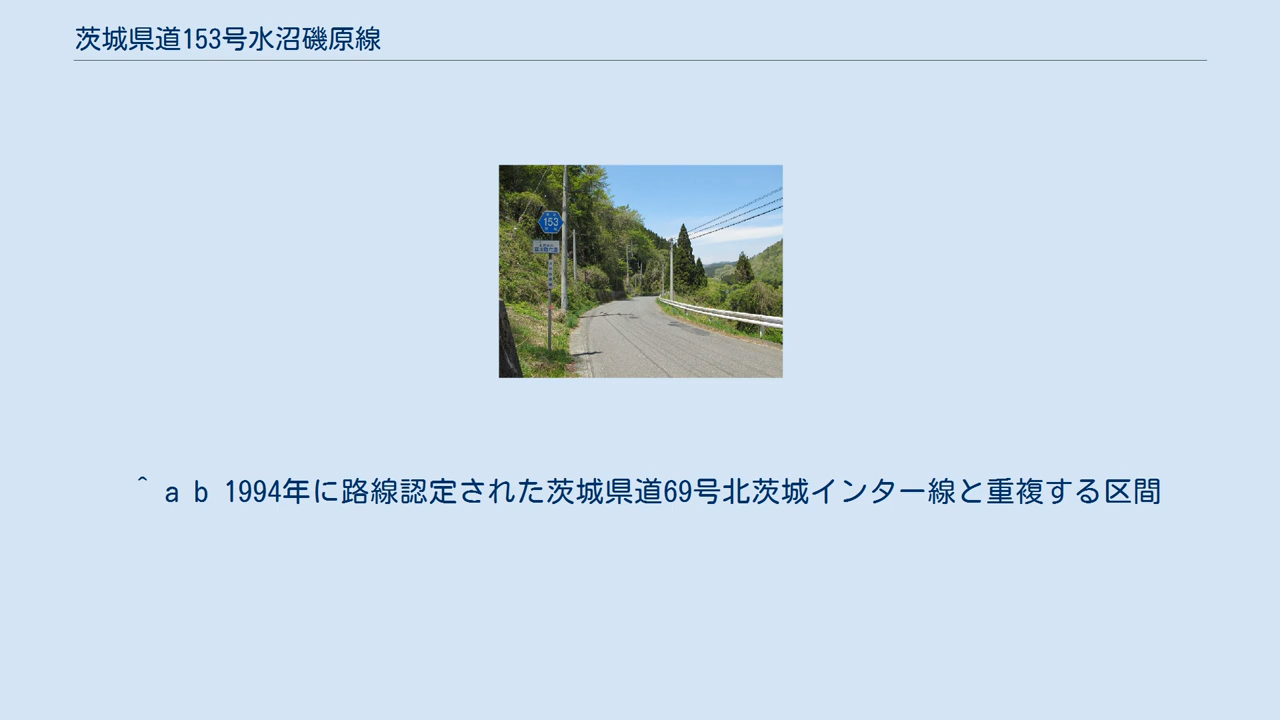 茨城県道153号水沼磯原線
153
^ a b 1994年に路線認定された茨城県道69号北茨城インター線と重複する区間